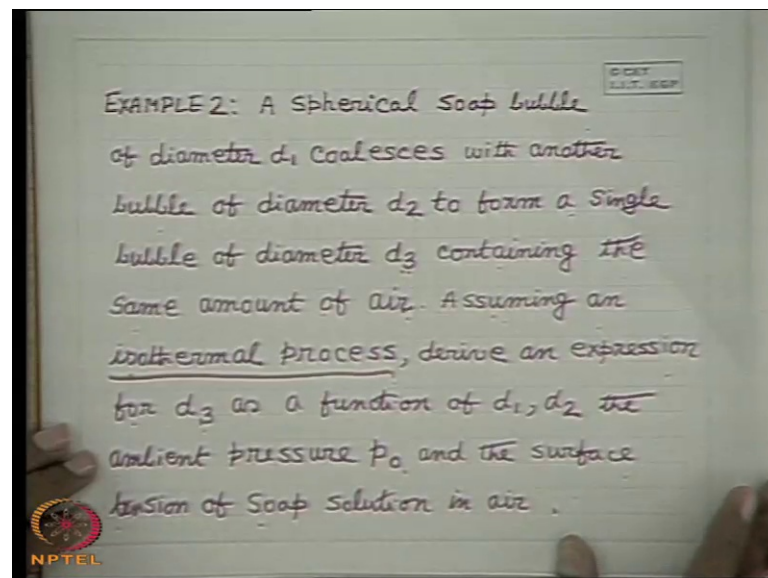 © CET
I.I.T. KGP
EXAMPLE 2: A Spherical Soap bubble
of diameter d₁ Coalesces with another
bubble of diameter d₂ to form a Single
bubble of diameter d₃ containing the
Same amount of air. Assuming an
isothermal process, derive an expression
for d₃ as a function of d₁, d₂ the
ambient pressure p₀ and the surface
tension of Soap Solution in air.
NPTEL